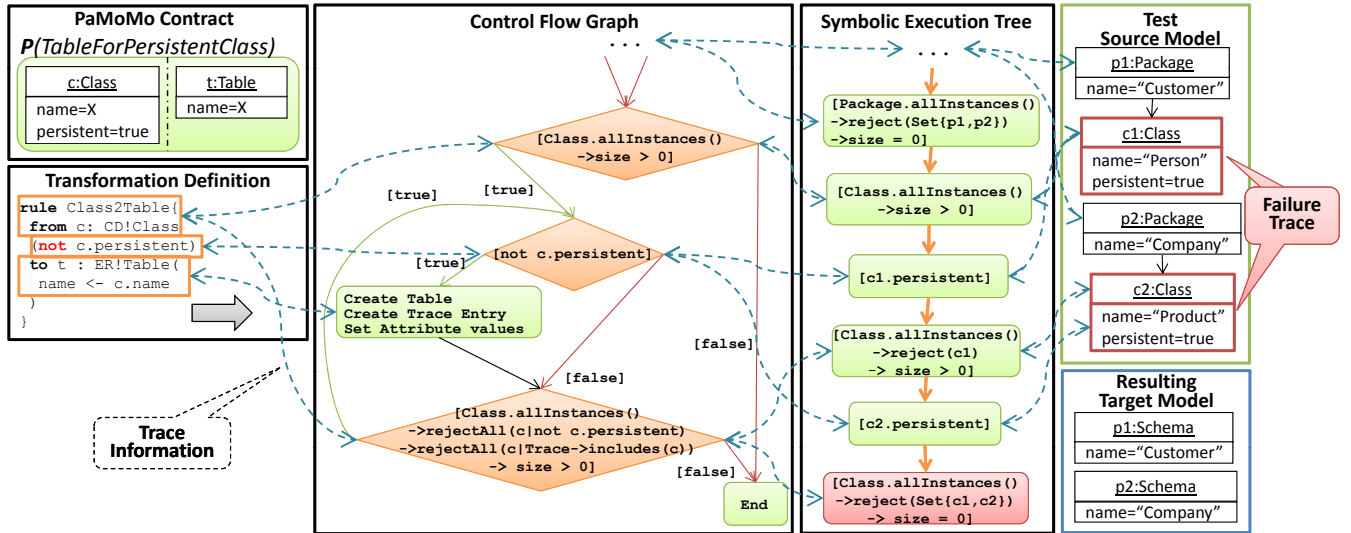 PaMoMo Contract
P(TableForPersistentClass)
c:Class
name=X
persistent=true
t:Table
name=X
Transformation Definition
rule Class2Table{
from c: CD!Class
(not c.persistent)
to t : ER!Table(
name <- c.name
)
}
Trace
Information
Control Flow Graph
...
[Class.allInstances()
->size > 0]
[true]
[true]
[not c.persistent]
[true]
Create Table
Create Trace Entry
Set Attribute values
[false]
[false]
[Class.allInstances()
->rejectAll(c|not c.persistent)
->rejectAll(c|Trace->includes(c))
-> size > 0]
[false]
End
Symbolic Execution Tree
...
[Package.allInstances()
->reject(Set{p1,p2})
->size = 0]
[Class.allInstances()
->size > 0]
[c1.persistent]
[Class.allInstances()
->reject(c1)
-> size > 0]
[c2.persistent]
[Class.allInstances()
->reject(Set{c1,c2})
-> size = 0]
Test
Source Model
p1:Package
name="Customer"
c1:Class
name="Person"
persistent=true
p2:Package
name="Company"
c2:Class
name="Product"
persistent=true
Failure
Trace
Resulting
Target Model
p1:Schema
name="Customer"
p2:Schema
name="Company"